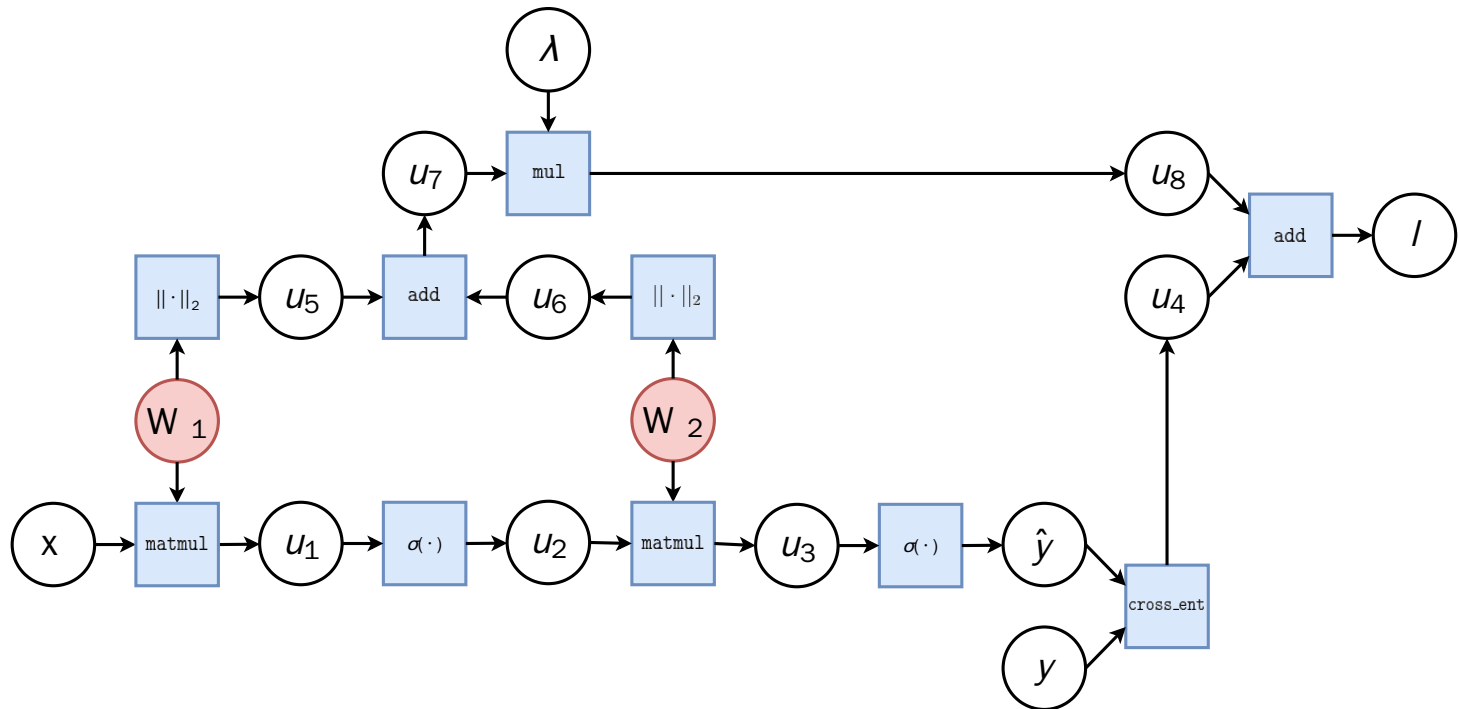 λ
u₇
mul
u₈
add
l
|| · ||₂
u₅
add
u₆
|| · ||₂
u₄
W ₁
W ₂
x
matmul
u₁
σ( · )
u₂
matmul
u₃
σ( · )
ŷ
cross_ent
y